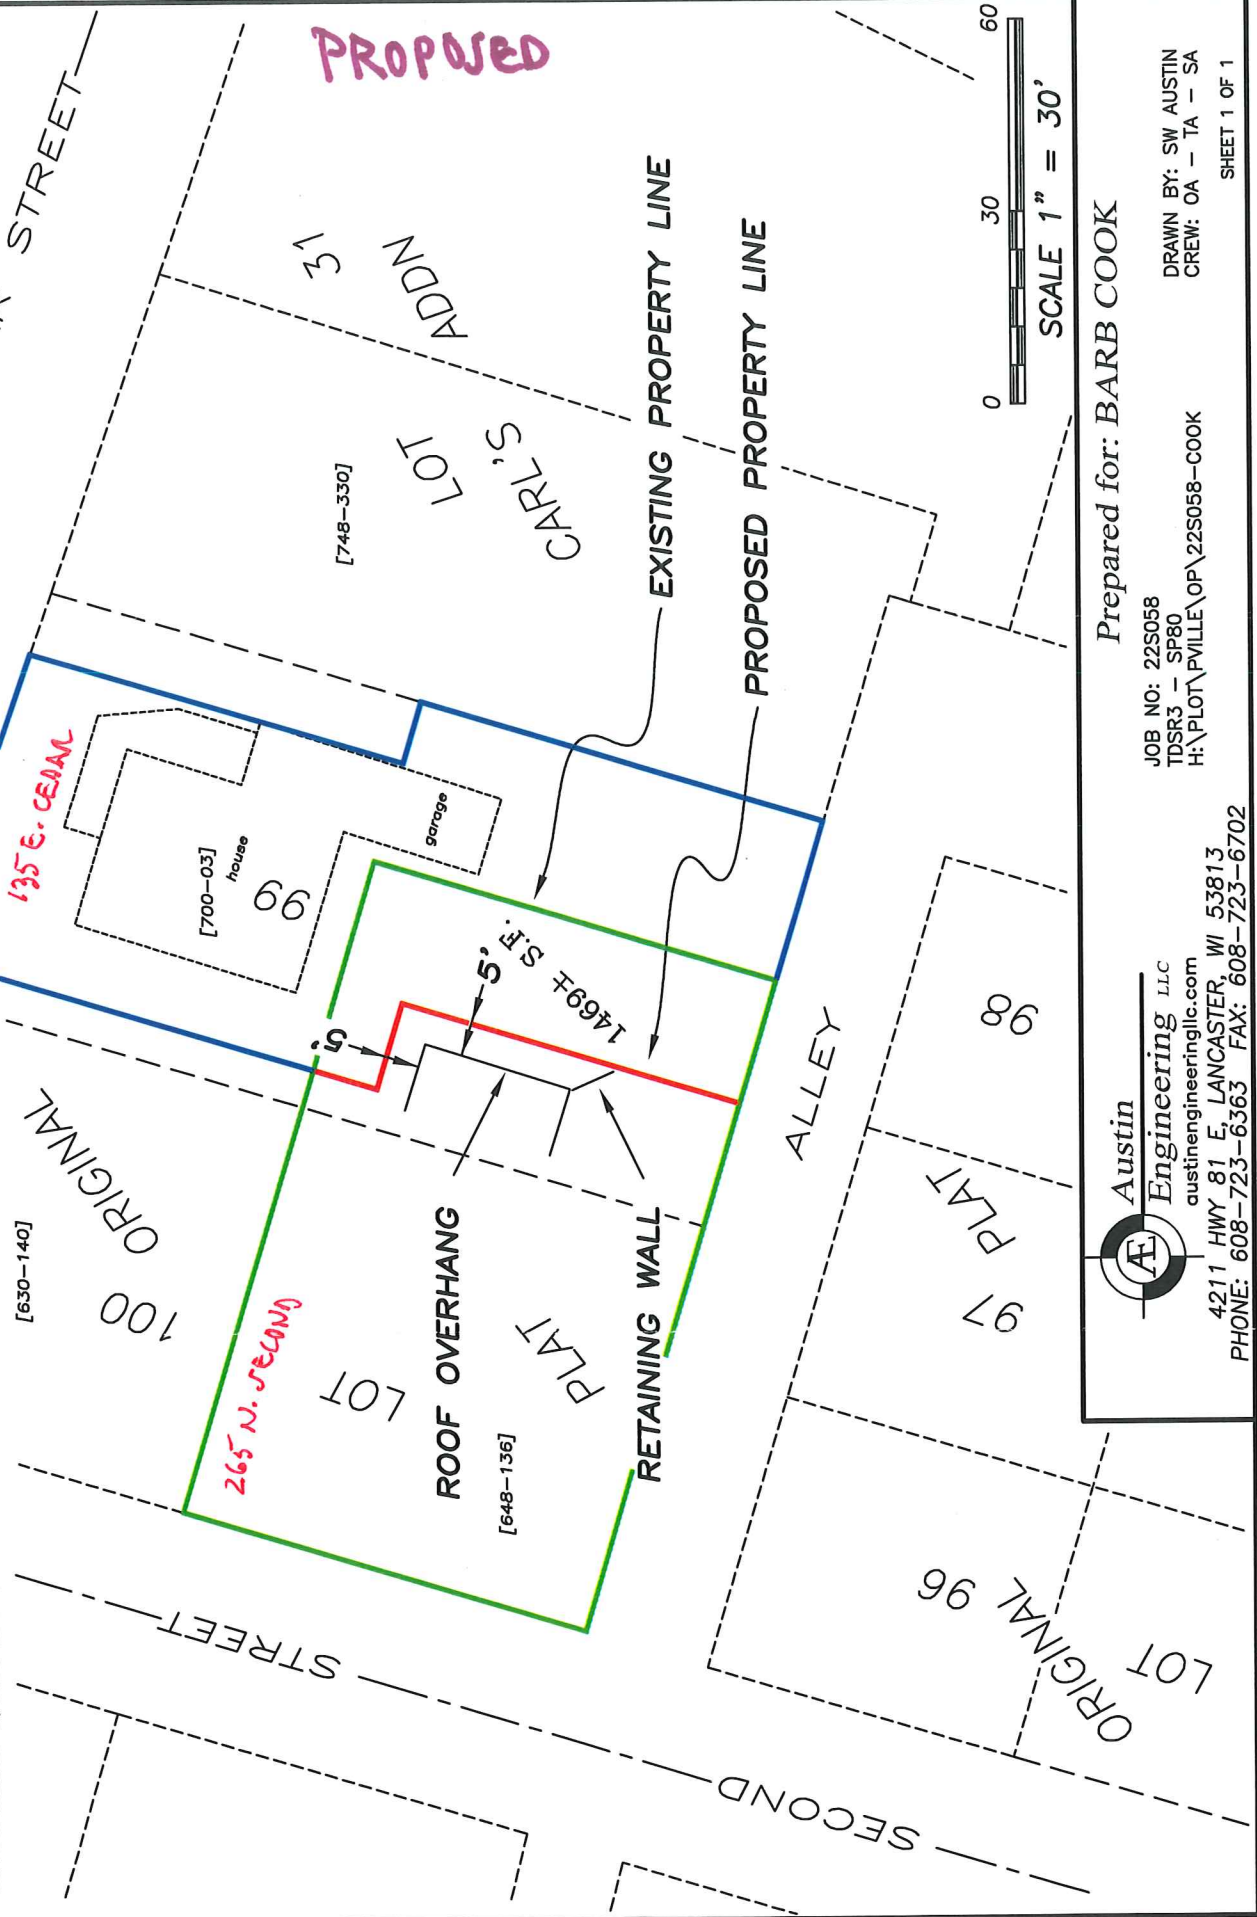 PROPOSED
STREET
135 E. CEDAR
[700-03]
house
99
garage
[748-330]
LOT 31
CARL'S ADDN
EXISTING PROPERTY LINE
PROPOSED PROPERTY LINE
1469± S.F.
5'
5'
[630-140]
100
ORIGINAL
265 N. SECOND
LOT
PLAT
ROOF OVERHANG
[648-136]
RETAINING WALL
ALLEY
98
97
PLAT
96
ORIGINAL
LOT
SECOND STREET
0 30 60
SCALE 1" = 30'
Prepared for: BARB COOK
JOB NO: 22S058
TDSR3 - SP80
H:\PLOT\PVILLE\OP\22S058-COOK
DRAWN BY: SW AUSTIN
CREW: OA - TA - SA
SHEET 1 OF 1
Æ
Austin
Engineering LLC
austinengineeringllc.com
4211 HWY 81 E, LANCASTER, WI 53813
PHONE: 608-723-6363 FAX: 608-723-6702